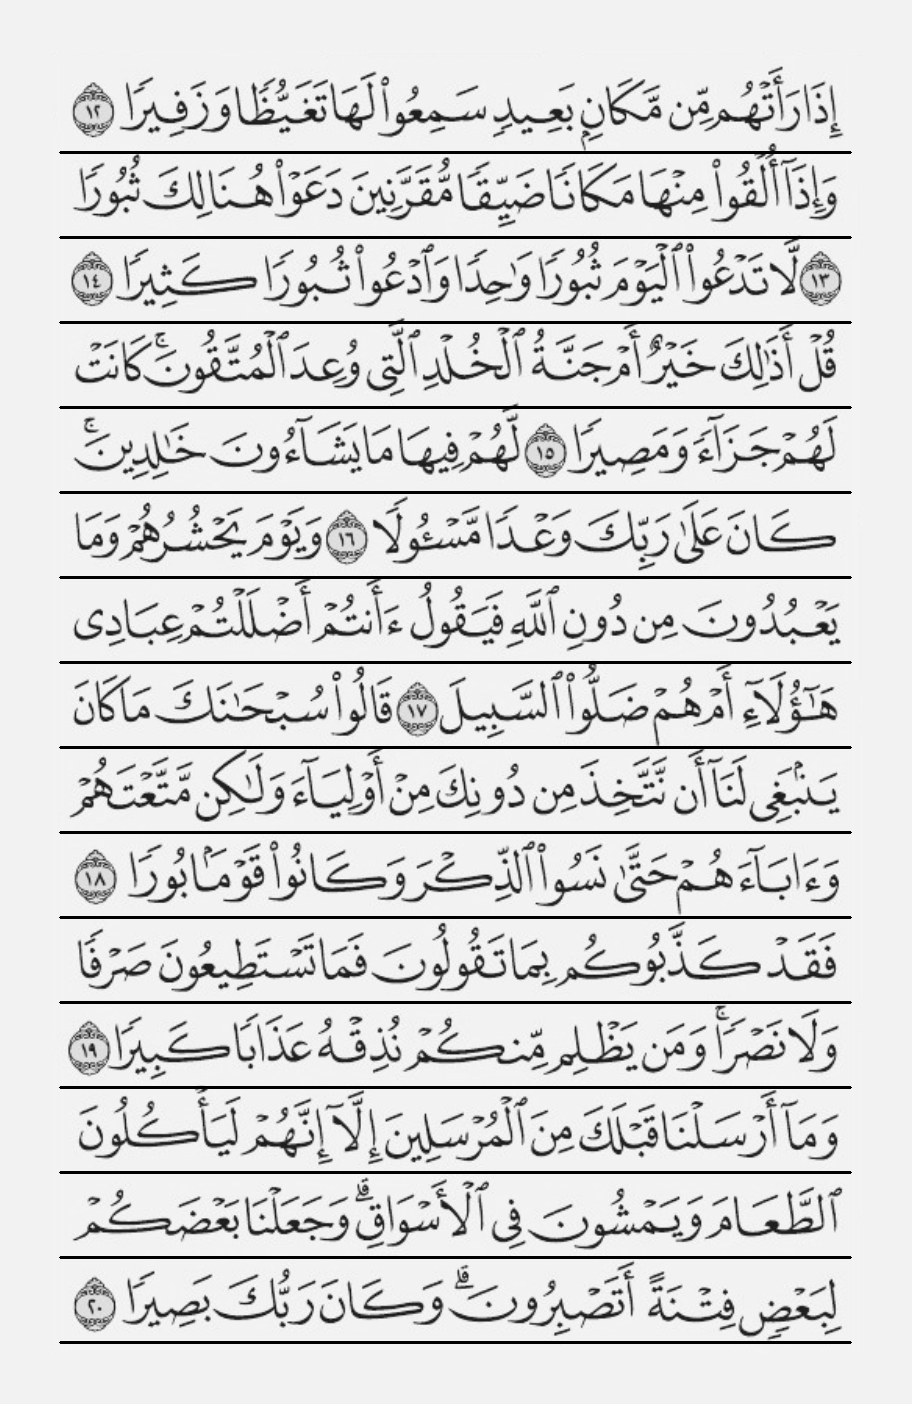 إِذَا رَأَتْهُم مِّن مَّكَانٍۭ بَعِيدٍ سَمِعُوا۟ لَهَا تَغَيُّظًا وَزَفِيرًا ١٢
وَإِذَآ أُلْقُوا۟ مِنْهَا مَكَانًا ضَيِّقًا مُّقَرَّنِينَ دَعَوْا۟ هُنَالِكَ ثُبُورًا
١٣ لَّا تَدْعُوا۟ ٱلْيَوْمَ ثُبُورًا وَٰحِدًا وَٱدْعُوا۟ ثُبُورًا كَثِيرًا ١٤
قُلْ أَذَٰلِكَ خَيْرٌ أَمْ جَنَّةُ ٱلْخُلْدِ ٱلَّتِى وُعِدَ ٱلْمُتَّقُونَ ۚ كَانَتْ
لَهُمْ جَزَآءً وَمَصِيرًا ١٥ لَّهُمْ فِيهَا مَا يَشَآءُونَ خَٰلِدِينَ ۚ
كَانَ عَلَىٰ رَبِّكَ وَعْدًا مَّسْـُٔولًا ١٦ وَيَوْمَ يَحْشُرُهُمْ وَمَا
يَعْبُدُونَ مِن دُونِ ٱللَّهِ فَيَقُولُ ءَأَنتُمْ أَضْلَلْتُمْ عِبَادِى
هَٰٓؤُلَآءِ أَمْ هُمْ ضَلُّوا۟ ٱلسَّبِيلَ ١٧ قَالُوا۟ سُبْحَٰنَكَ مَا كَانَ
يَنۢبَغِى لَنَآ أَن نَّتَّخِذَ مِن دُونِكَ مِنْ أَوْلِيَآءَ وَلَٰكِن مَّتَّعْتَهُمْ
وَءَابَآءَهُمْ حَتَّىٰ نَسُوا۟ ٱلذِّكْرَ وَكَانُوا۟ قَوْمًۢا بُورًا ١٨
فَقَدْ كَذَّبُوكُم بِمَا تَقُولُونَ فَمَا تَسْتَطِيعُونَ صَرْفًا
وَلَا نَصْرًا ۚ وَمَن يَظْلِم مِّنكُمْ نُذِقْهُ عَذَابًا كَبِيرًا ١٩
وَمَآ أَرْسَلْنَا قَبْلَكَ مِنَ ٱلْمُرْسَلِينَ إِلَّآ إِنَّهُمْ لَيَأْكُلُونَ
ٱلطَّعَامَ وَيَمْشُونَ فِى ٱلْأَسْوَاقِ ۗ وَجَعَلْنَا بَعْضَكُمْ
لِبَعْضٍ فِتْنَةً أَتَصْبِرُونَ ۗ وَكَانَ رَبُّكَ بَصِيرًا ٢٠